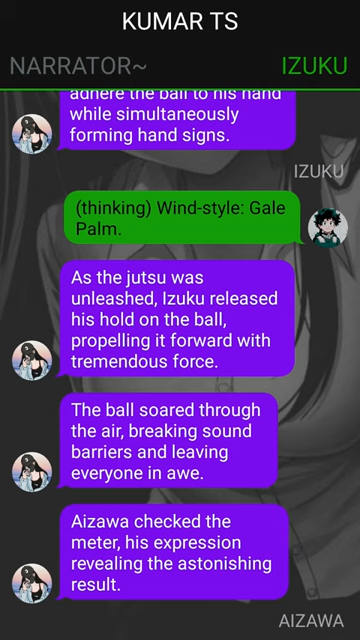 KUMAR TS
NARRATOR~
IZUKU
adhere the ball to his hand
while simultaneously
forming hand signs.
IZUKU
(thinking) Wind-style: Gale
Palm.
As the jutsu was
unleashed, Izuku released
his hold on the ball,
propelling it forward with
tremendous force.
The ball soared through
the air, breaking sound
barriers and leaving
everyone in awe.
Aizawa checked the
meter, his expression
revealing the astonishing
result.
AIZAWA